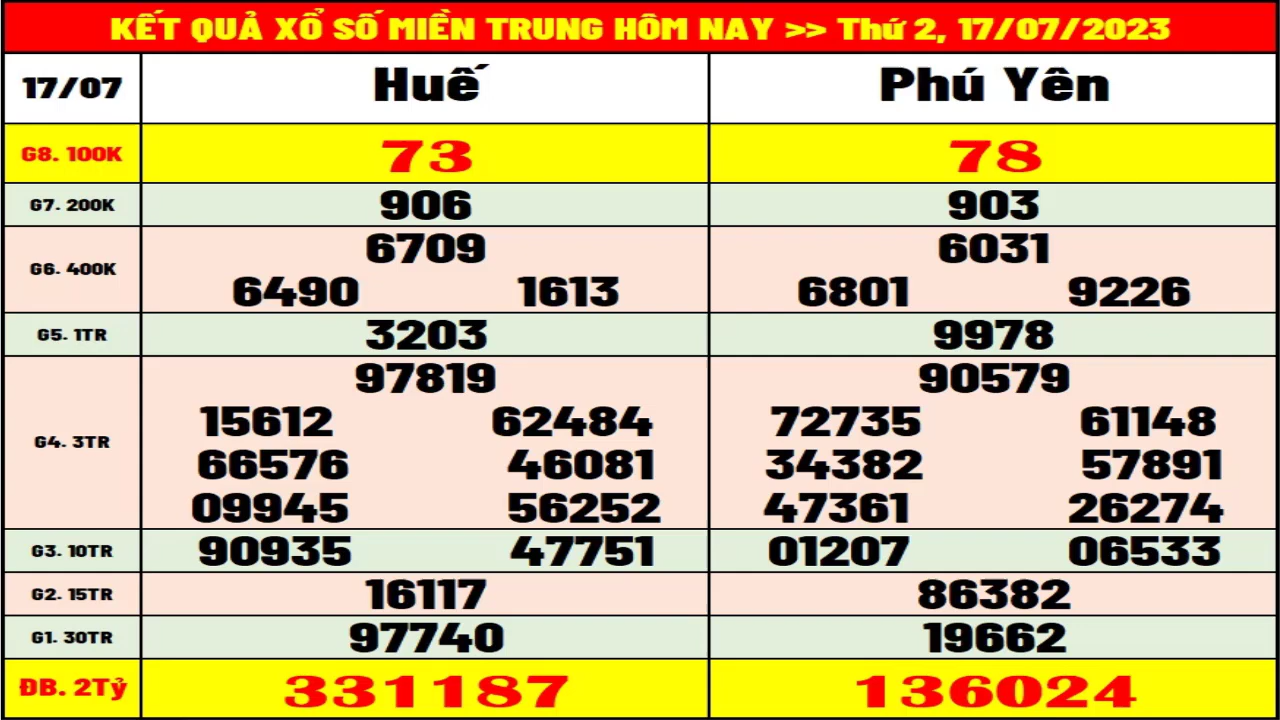 KẾT QUẢ XỔ SỐ MIỀN TRUNG HÔM NAY >> Thứ 2, 17/07/2023
17/07 Huế Phú Yên
G8. 100K 73 78
G7. 200K 906 903
6709 6031
G6. 400K
6490 1613 6801 9226
G5. 1TR 3203 9978
97819 90579
15612 62484 72735 61148
G4. 3TR
66576 46081 34382 57891
09945 56252 47361 26274
G3. 10TR 90935 47751 01207 06533
G2. 15TR 16117 86382
G1. 30TR 97740 19662
ĐB. 2Tỷ 331187 136024